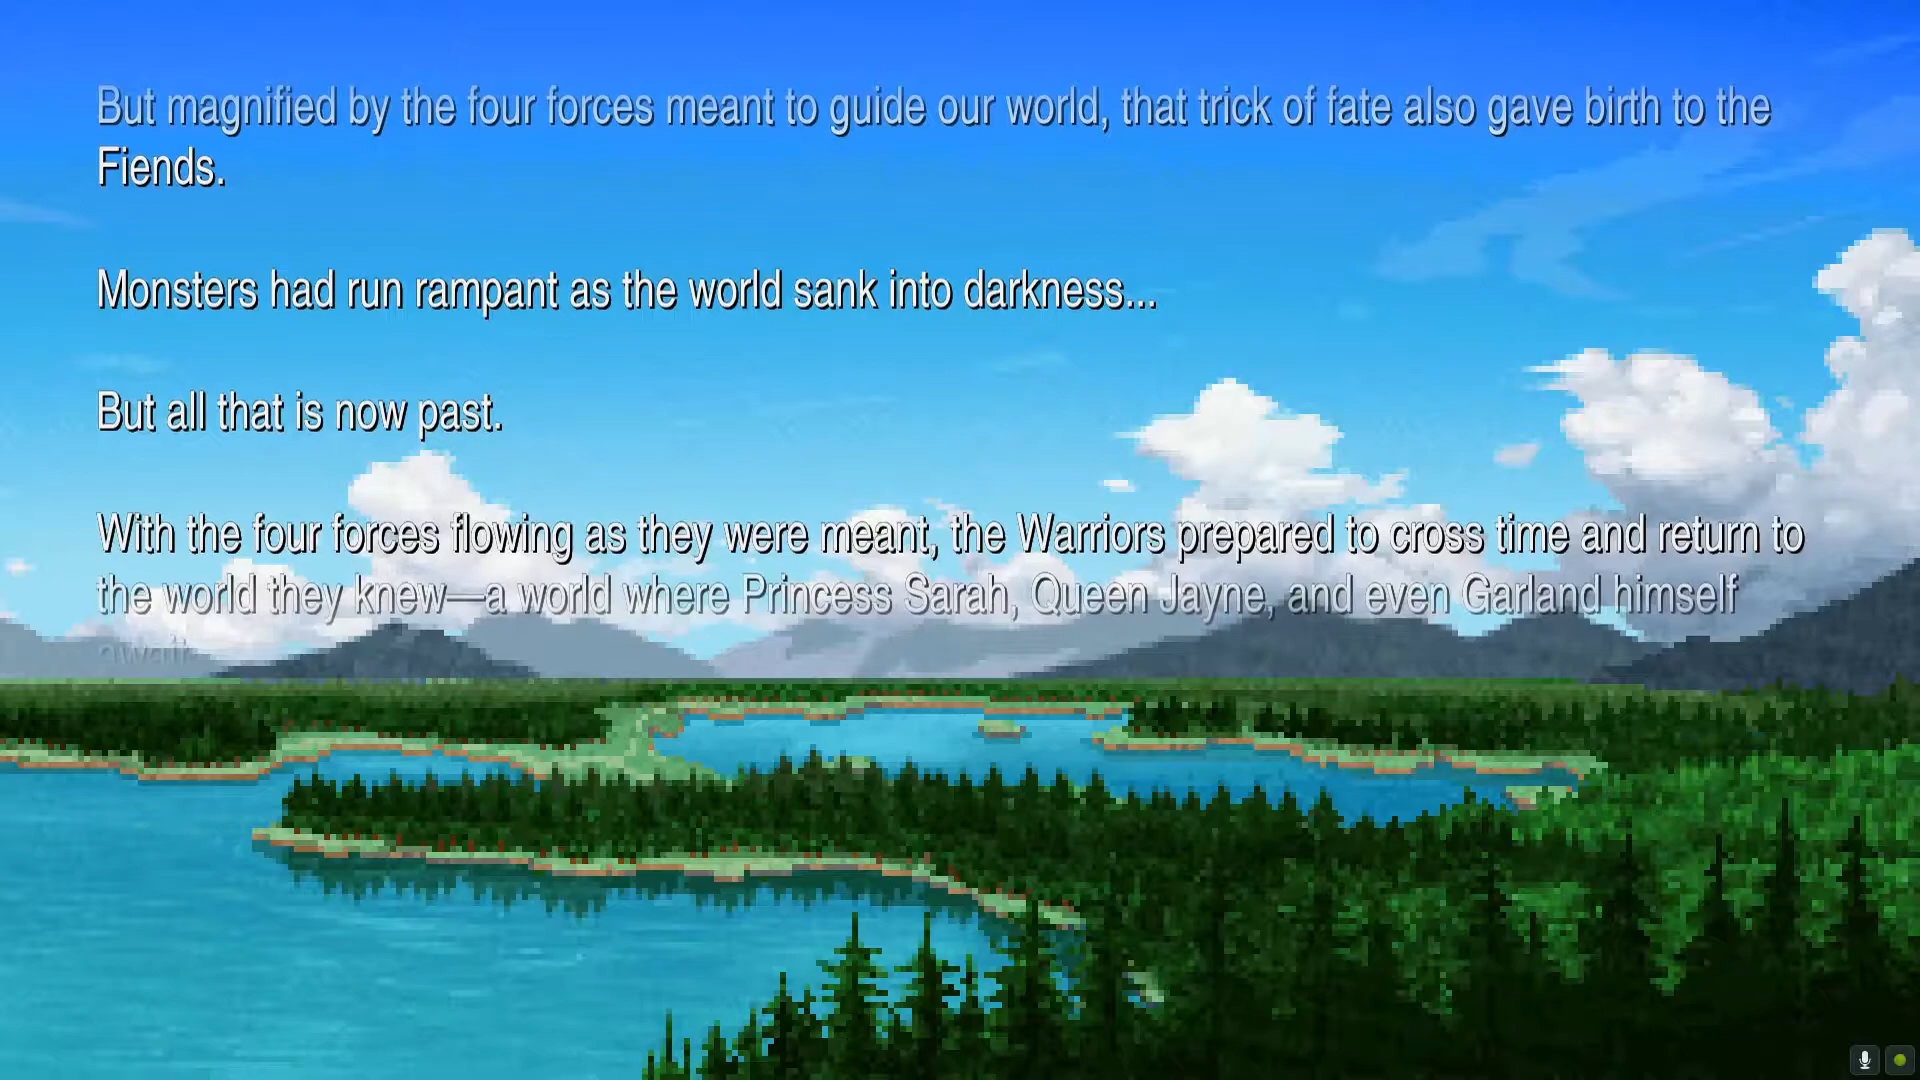 But magnified by the four forces meant to guide our world, that trick of fate also gave birth to the
Fiends.
Monsters had run rampant as the world sank into darkness...
But all that is now past.
With the four forces flowing as they were meant, the Warriors prepared to cross time and return to
the world they knew—a world where Princess Sarah, Queen Jayne, and even Garland himself